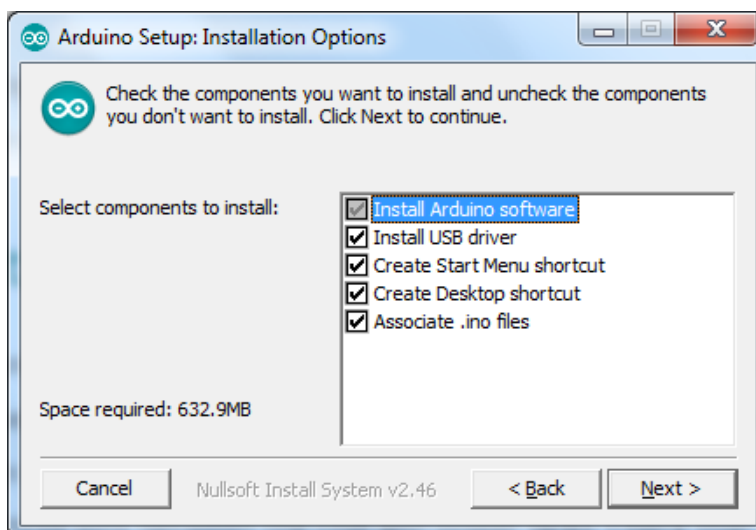 Arduino Setup: Installation Options
Check the components you want to install and uncheck the components
you don't want to install. Click Next to continue.
Select components to install:
Install Arduino software
Install USB driver
Create Start Menu shortcut
Create Desktop shortcut
Associate .ino files
Space required: 632.9MB
Cancel
Nullsoft Install System v2.46
< Back
Next >